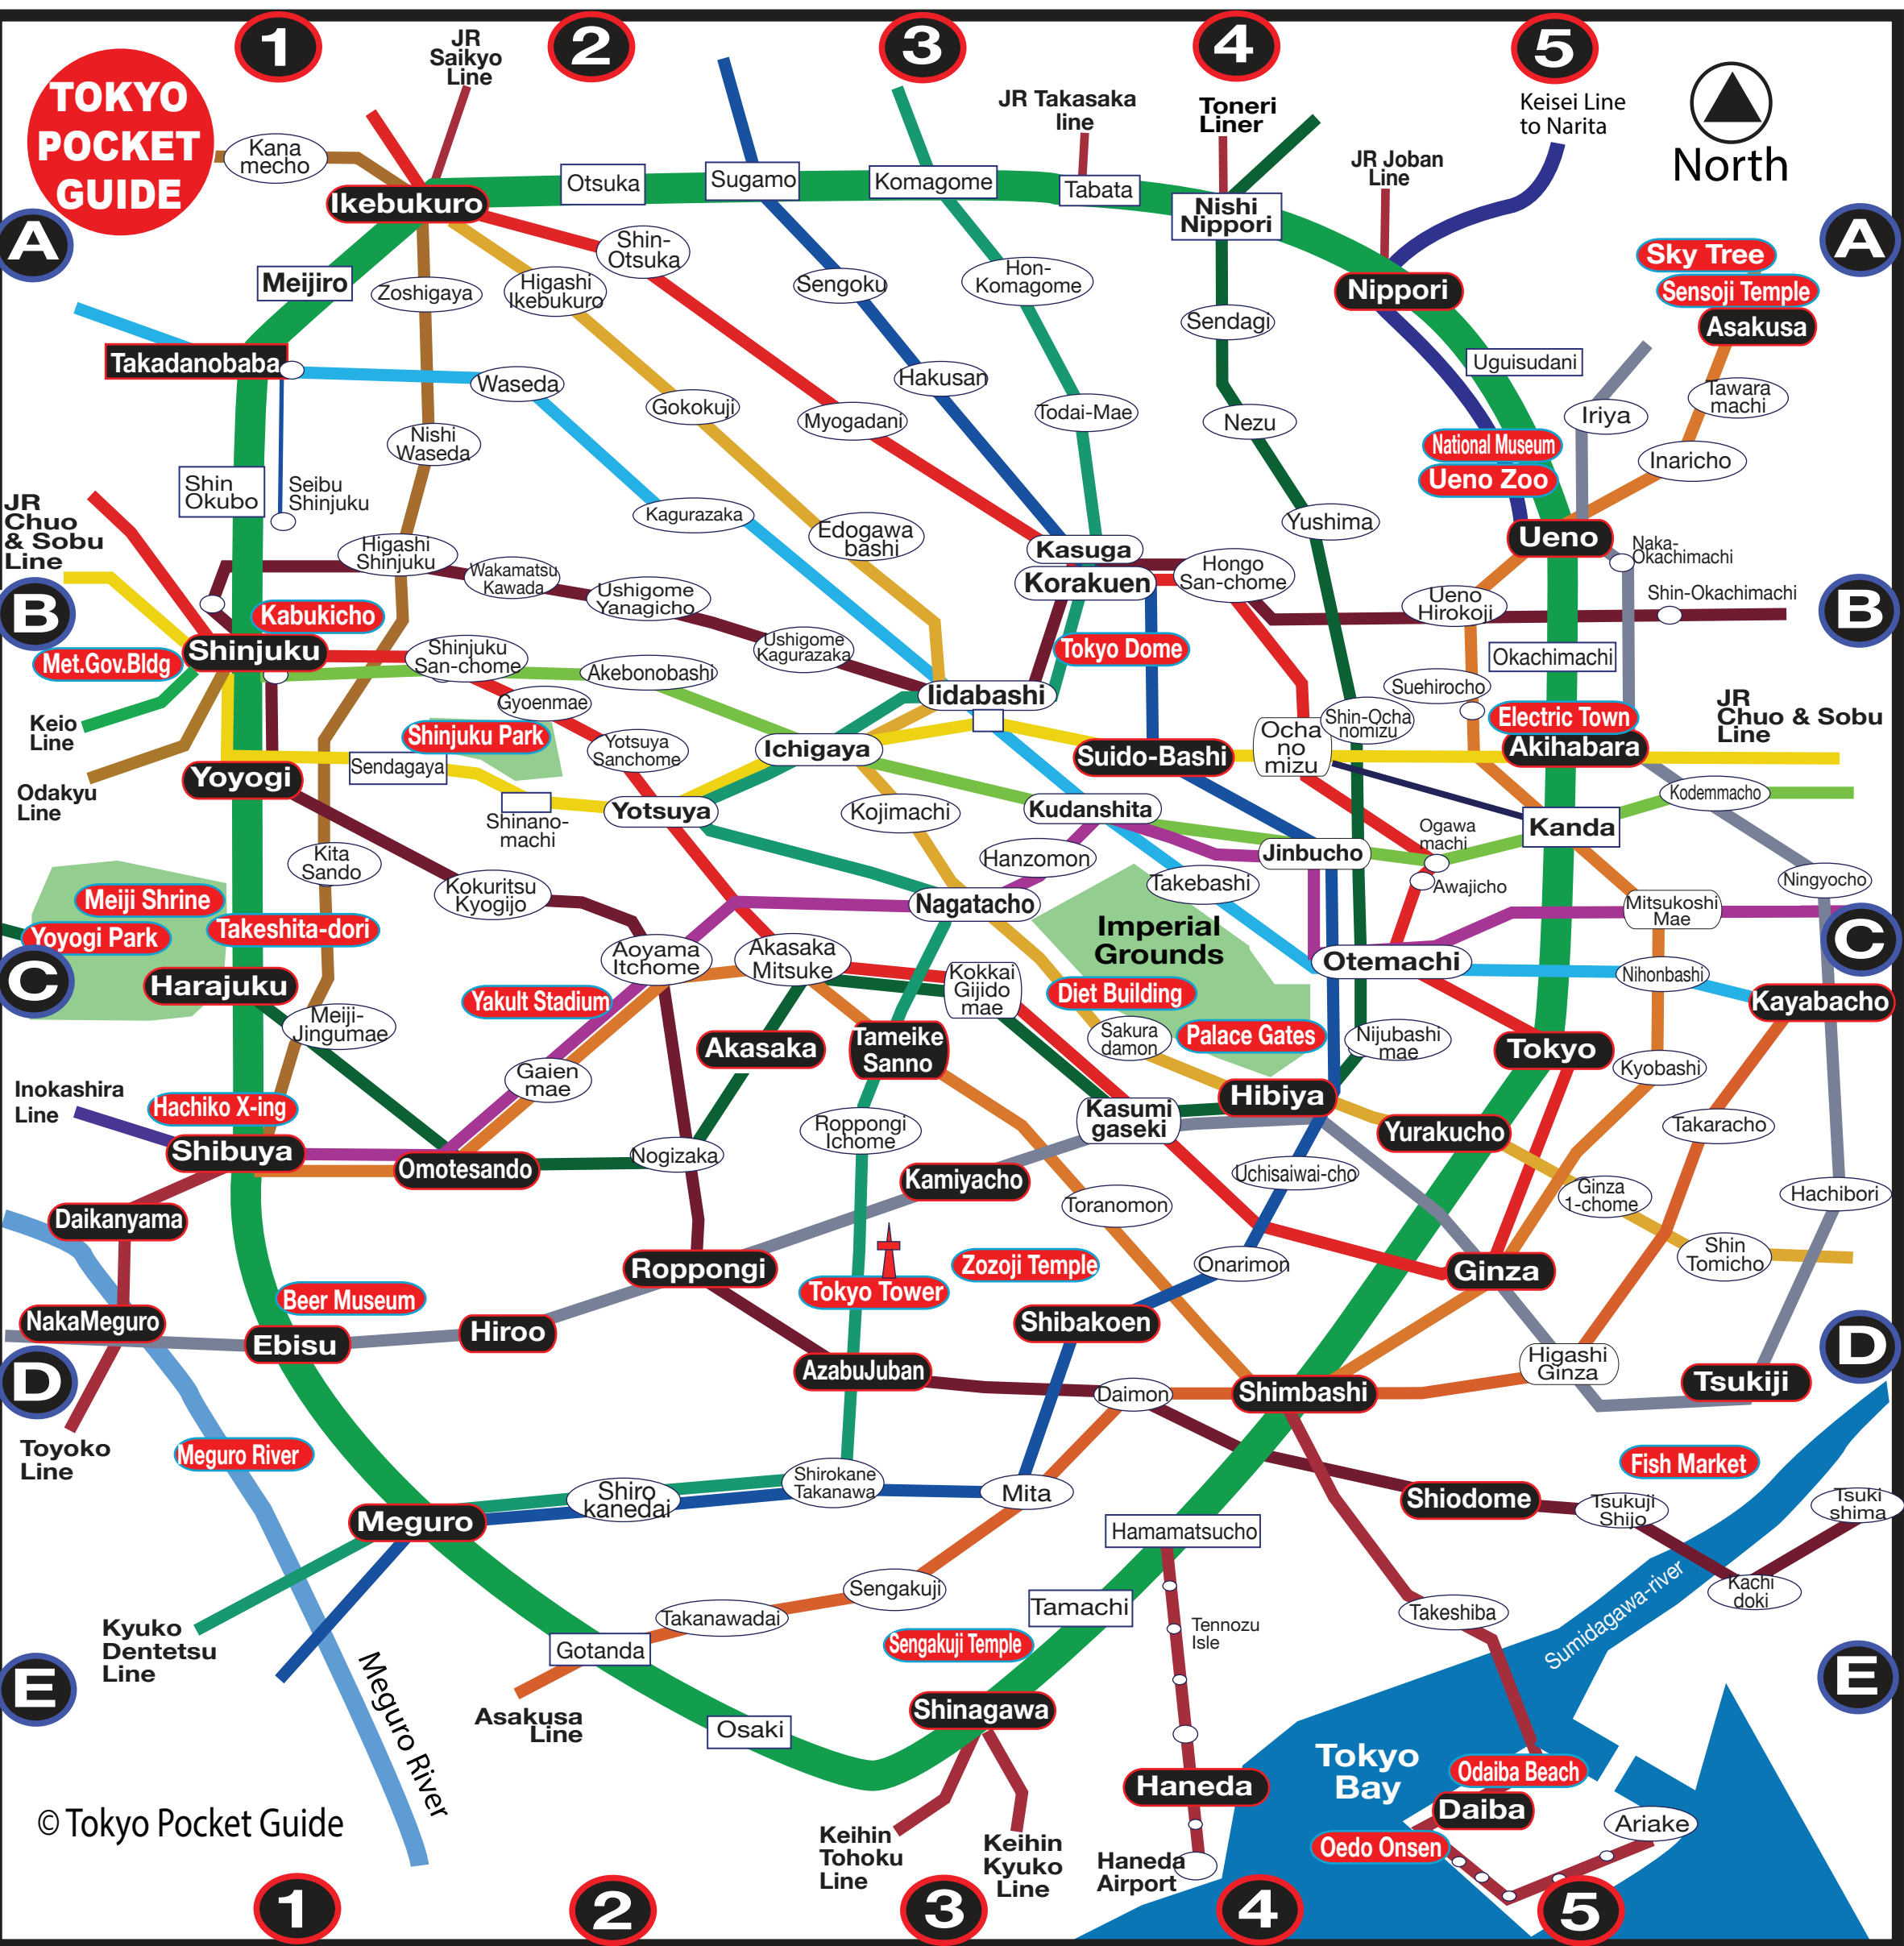 1
2
3
4
5
TOKYO
POCKET
GUIDE
JR
Saikyo
Line
JR Takasaka
line
Toneri
Liner
JR Joban
Line
Keisei Line
to Narita
North
A
A
Kana
mecho
Ikebukuro
Otsuka
Sugamo
Komagome
Tabata
Nishi
Nippori
Nippori
Shin-
Otsuka
Meijiro
Zoshigaya
Higashi
Ikebukuro
Sengoku
Hon-
Komagome
Sendagi
Sky Tree
Sensoji Temple
Asakusa
Takadanobaba
Waseda
Gokokuji
Hakusan
Myogadani
Todai-Mae
Nezu
Uguisudani
Tawara
machi
Iriya
Inaricho
National Museum
Ueno Zoo
Nishi
Waseda
Shin
Okubo
Seibu
Shinjuku
Kagurazaka
Edogawa
bashi
Yushima
Ueno
Naka-
Okachimachi
JR
Chuo
& Sobu
Line
Higashi
Shinjuku
Wakamatsu
Kawada
Ushigome
Yanagicho
Kasuga
Korakuen
Hongo
San-chome
Ueno
Hirokoji
Shin-Okachimachi
B
B
Kabukicho
Shinjuku
Met.Gov.Bldg
Shinjuku
San-chome
Akebonobashi
Ushigome
Kagurazaka
Tokyo Dome
Okachimachi
Gyoenmae
Iidabashi
Suehirocho
Keio
Line
Shinjuku Park
Yotsuya
Sanchome
Ichigaya
Suido-Bashi
Ocha
no
mizu
Shin-Ocha
nomizu
Electric Town
Akihabara
JR
Chuo & Sobu
Line
Odakyu
Line
Yoyogi
Sendagaya
Shinano-
machi
Yotsuya
Kojimachi
Kudanshita
Kanda
Kodemmacho
Kita
Sando
Kokuritsu
Kyogijo
Hanzomon
Jinbucho
Ogawa
machi
Awajicho
Takebashi
Ningyocho
Meiji Shrine
Yoyogi Park
Takeshita-dori
Nagatacho
Imperial
Grounds
Mitsukoshi
Mae
C
C
Harajuku
Aoyama
Itchome
Akasaka
Mitsuke
Kokkai
Gijido
mae
Otemachi
Nihonbashi
Kayabacho
Yakult Stadium
Diet Building
Meiji-
Jingumae
Akasaka
Tameike
Sanno
Sakura
damon
Palace Gates
Nijubashi
mae
Tokyo
Kyobashi
Gaien
mae
Inokashira
Line
Hachiko X-ing
Hibiya
Kasumi
gaseki
Roppongi
Ichome
Yurakucho
Takaracho
Shibuya
Omotesando
Nogizaka
Kamiyacho
Uchisaiwai-cho
Ginza
1-chome
Hachibori
Toranomon
Daikanyama
Roppongi
Zozoji Temple
Onarimon
Ginza
Shin
Tomicho
Tokyo Tower
Beer Museum
NakaMeguro
Ebisu
Hiroo
Shibakoen
D
D
AzabuJuban
Daimon
Shimbashi
Higashi
Ginza
Tsukiji
Toyoko
Line
Meguro River
Fish Market
Meguro
Shiro
kanedai
Shirokane
Takanawa
Mita
Shiodome
Tsukuji
Shijo
Tsuki
shima
Hamamatsucho
Sumidagawa-river
Kachi
doki
Kyuko
Dentetsu
Line
Sengakuji
Takanawadai
Tamachi
Takeshiba
Tennozu
Isle
Gotanda
Sengakuji Temple
E
E
Meguro River
Asakusa
Line
Osaki
Shinagawa
Tokyo
Bay
Odaiba Beach
Haneda
Daiba
Ariake
Oedo Onsen
© Tokyo Pocket Guide
Keihin
Tohoku
Line
Keihin
Kyuko
Line
Haneda
Airport
1
2
3
4
5